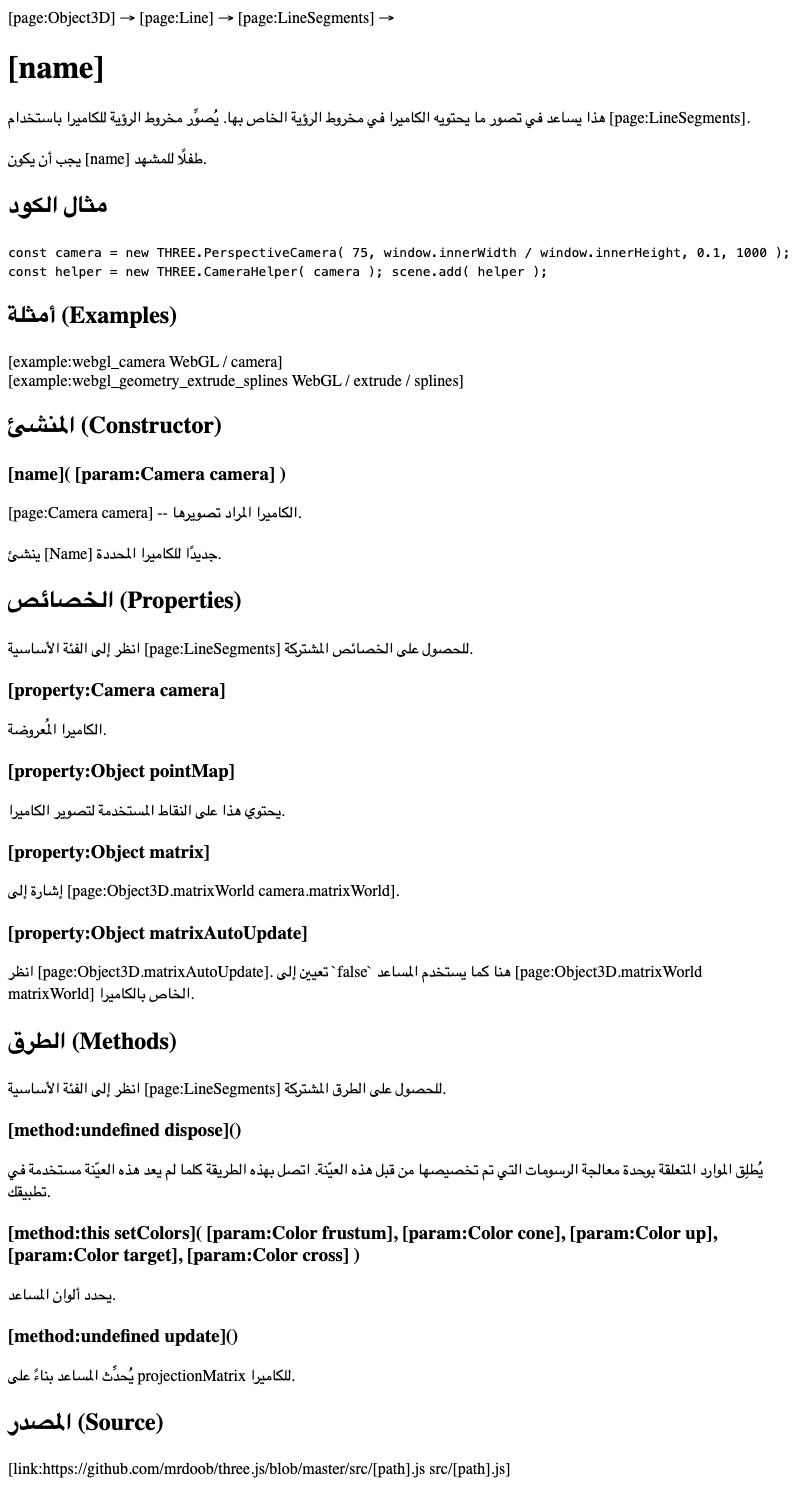 [page:Object3D] → [page:Line] → [page:LineSegments] →
[name]
هذا يساعد في تصور ما يحتويه الكاميرا في مخروط الرؤية الخاص بها. يُصوِّر مخروط الرؤية للكاميرا باستخدام [page:LineSegments].
يجب أن يكون [name] طفلًا للمشهد.
مثال الكود
const camera = new THREE.PerspectiveCamera( 75, window.innerWidth / window.innerHeight, 0.1, 1000 );
const helper = new THREE.CameraHelper( camera ); scene.add( helper );
أمثلة (Examples)
[example:webgl_camera WebGL / camera]
[example:webgl_geometry_extrude_splines WebGL / extrude / splines]
المنشئ (Constructor)
[name]( [param:Camera camera] )
[page:Camera camera] -- الكاميرا المراد تصويرها.
ينشئ [Name] جديدًا للكاميرا المحددة.
الخصائص (Properties)
انظر إلى الفئة الأساسية [page:LineSegments] للحصول على الخصائص المشتركة.
[property:Camera camera]
الكاميرا المُعروضة.
[property:Object pointMap]
يحتوي هذا على النقاط المستخدمة لتصوير الكاميرا.
[property:Object matrix]
إشارة إلى [page:Object3D.matrixWorld camera.matrixWorld].
[property:Object matrixAutoUpdate]
انظر [page:Object3D.matrixAutoUpdate]. تعيين إلى `false` هنا كما يستخدم المساعد [page:Object3D.matrixWorld
matrixWorld] الخاص بالكاميرا.
الطرق (Methods)
انظر إلى الفئة الأساسية [page:LineSegments] للحصول على الطرق المشتركة.
[method:undefined dispose]()
يُطلِق الموارد المتعلقة بوحدة معالجة الرسومات التي تم تخصيصها من قبل هذه العيّنة. اتصل بهذه الطريقة كلما لم يعد هذه العيّنة مستخدمة في
تطبيقك.
[method:this setColors]( [param:Color frustum], [param:Color cone], [param:Color up],
[param:Color target], [param:Color cross] )
يحدد ألوان المساعد.
[method:undefined update]()
يُحدِّث المساعد بناءً على projectionMatrix للكاميرا.
المصدر (Source)
[link:https://github.com/mrdoob/three.js/blob/master/src/[path].js src/[path].js]